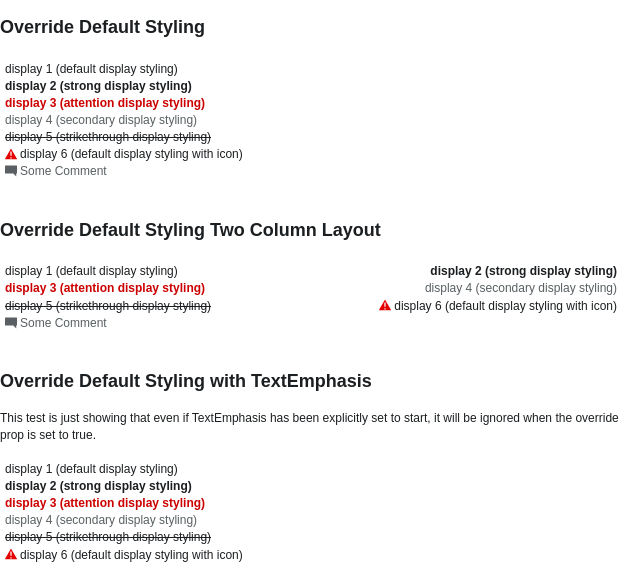 Override Default Styling
display 1 (default display styling)
display 2 (strong display styling)
display 3 (attention display styling)
display 4 (secondary display styling)
display 5 (strikethrough display styling)
display 6 (default display styling with icon)
Some Comment
Override Default Styling Two Column Layout
display 1 (default display styling)
display 2 (strong display styling)
display 3 (attention display styling)
display 4 (secondary display styling)
display 5 (strikethrough display styling)
display 6 (default display styling with icon)
Some Comment
Override Default Styling with TextEmphasis
This test is just showing that even if TextEmphasis has been explicitly set to start, it will be ignored when the override
prop is set to true.
display 1 (default display styling)
display 2 (strong display styling)
display 3 (attention display styling)
display 4 (secondary display styling)
display 5 (strikethrough display styling)
display 6 (default display styling with icon)